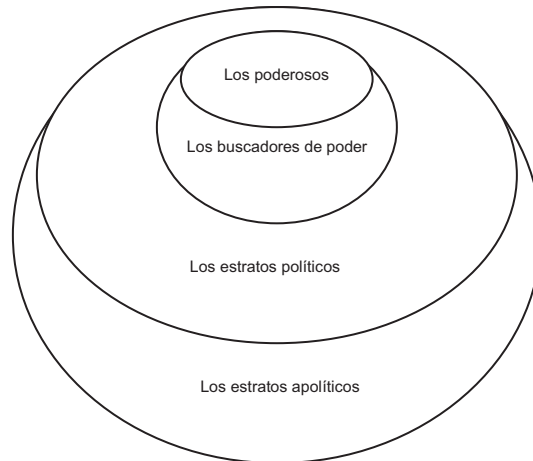 Los poderosos
Los buscadores de poder
Los estratos políticos
Los estratos apolíticos